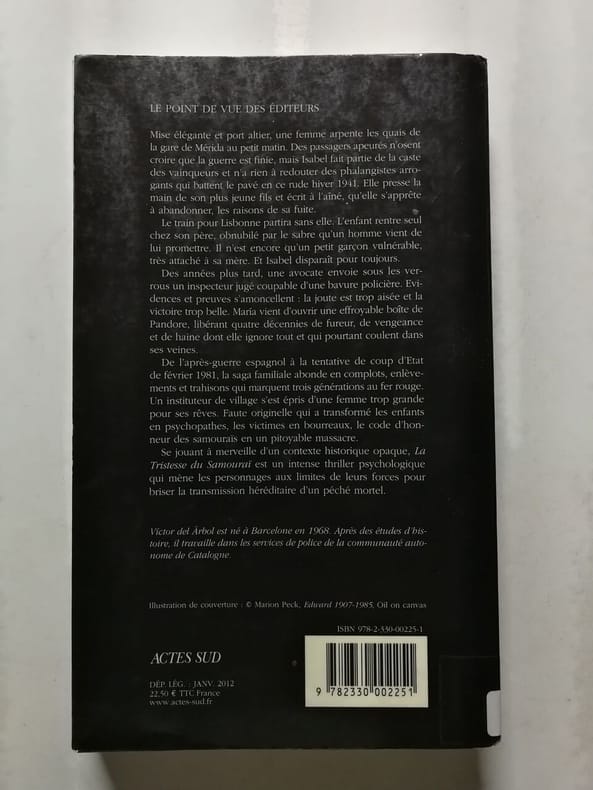 LE POINT DE VUE DES ÉDITEURS
Mise élégante et port altier, une femme arpente les quais de
la gare de Mérida au petit matin. Des passagers apeurés n'osent
croire que la guerre est finie, mais Isabel fait partie de la caste
des vainqueurs et n'a rien à redouter des phalangistes arro-
gants qui battent le pavé en ce rude hiver 1941. Elle presse la
main de son plus jeune fils et écrit à l'aîné, qu'elle s'apprête
à abandonner, les raisons de sa fuite.
Le train pour Lisbonne partira sans elle. L'enfant rentre seul
chez son père, obnubilé par le sabre qu'un homme vient de
lui promettre. Il n'est encore qu'un petit garçon vulnérable,
très attaché à sa mère. Et Isabel disparaît pour toujours.
Des années plus tard, une avocate envoie sous les ver-
rous un inspecteur jugé coupable d'une bavure policière. Evi-
dences et preuves s'amoncellent : la joute est trop aisée et la
victoire trop belle. María vient d'ouvrir une effroyable boîte de
Pandore, libérant quatre décennies de fureur, de vengeance
et de haine dont elle ignore tout et qui pourtant coulent dans
ses veines.
De l'après-guerre espagnol à la tentative de coup d'Etat
de février 1981, la saga familiale abonde en complots, enlève-
ments et trahisons qui marquent trois générations au fer rouge.
Un instituteur de village s'est épris d'une femme trop grande
pour ses rêves. Faute originelle qui a transformé les enfants
en psychopathes, les victimes en bourreaux, le code d'hon-
neur des samouraïs en un pitoyable massacre.
Se jouant à merveille d'un contexte historique opaque, La
Tristesse du Samouraï est un intense thriller psychologique
qui mène les personnages aux limites de leurs forces pour
briser la transmission héréditaire d'un péché mortel.
Víctor del Árbol est né à Barcelone en 1968. Après des études d'his-
toire, il travaille dans les services de police de la communauté auto-
nome de Catalogne.
Illustration de couverture : © Marion Peck, Edward 1907-1985, Oil on canvas
ISBN 978-2-330-00225-1
ACTES SUD
DÉP. LÉG. : JANV. 2012
22,50 € TTC France
www.actes-sud.fr
9 782330 002251